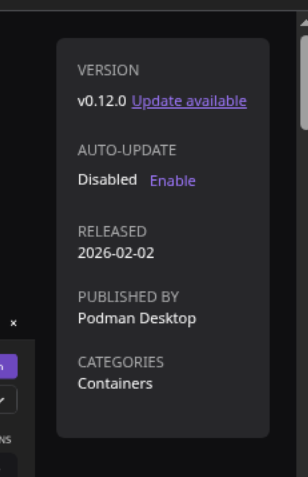 VERSION
v0.12.0 Update available
AUTO-UPDATE
Disabled Enable
RELEASED
2026-02-02
PUBLISHED BY
Podman Desktop
CATEGORIES
Containers
NS